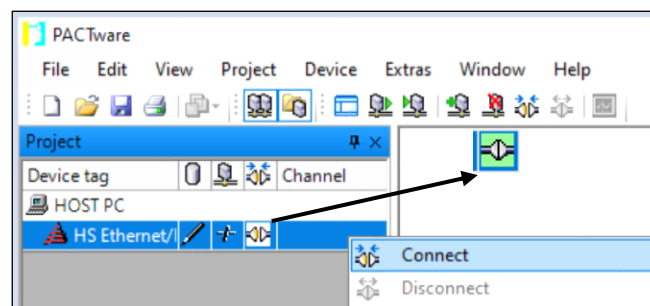 PACTware
File Edit View Project Device Extras Window Help
Project
Device tag Channel
HOST PC
HS Ethernet/
Connect
Disconnect